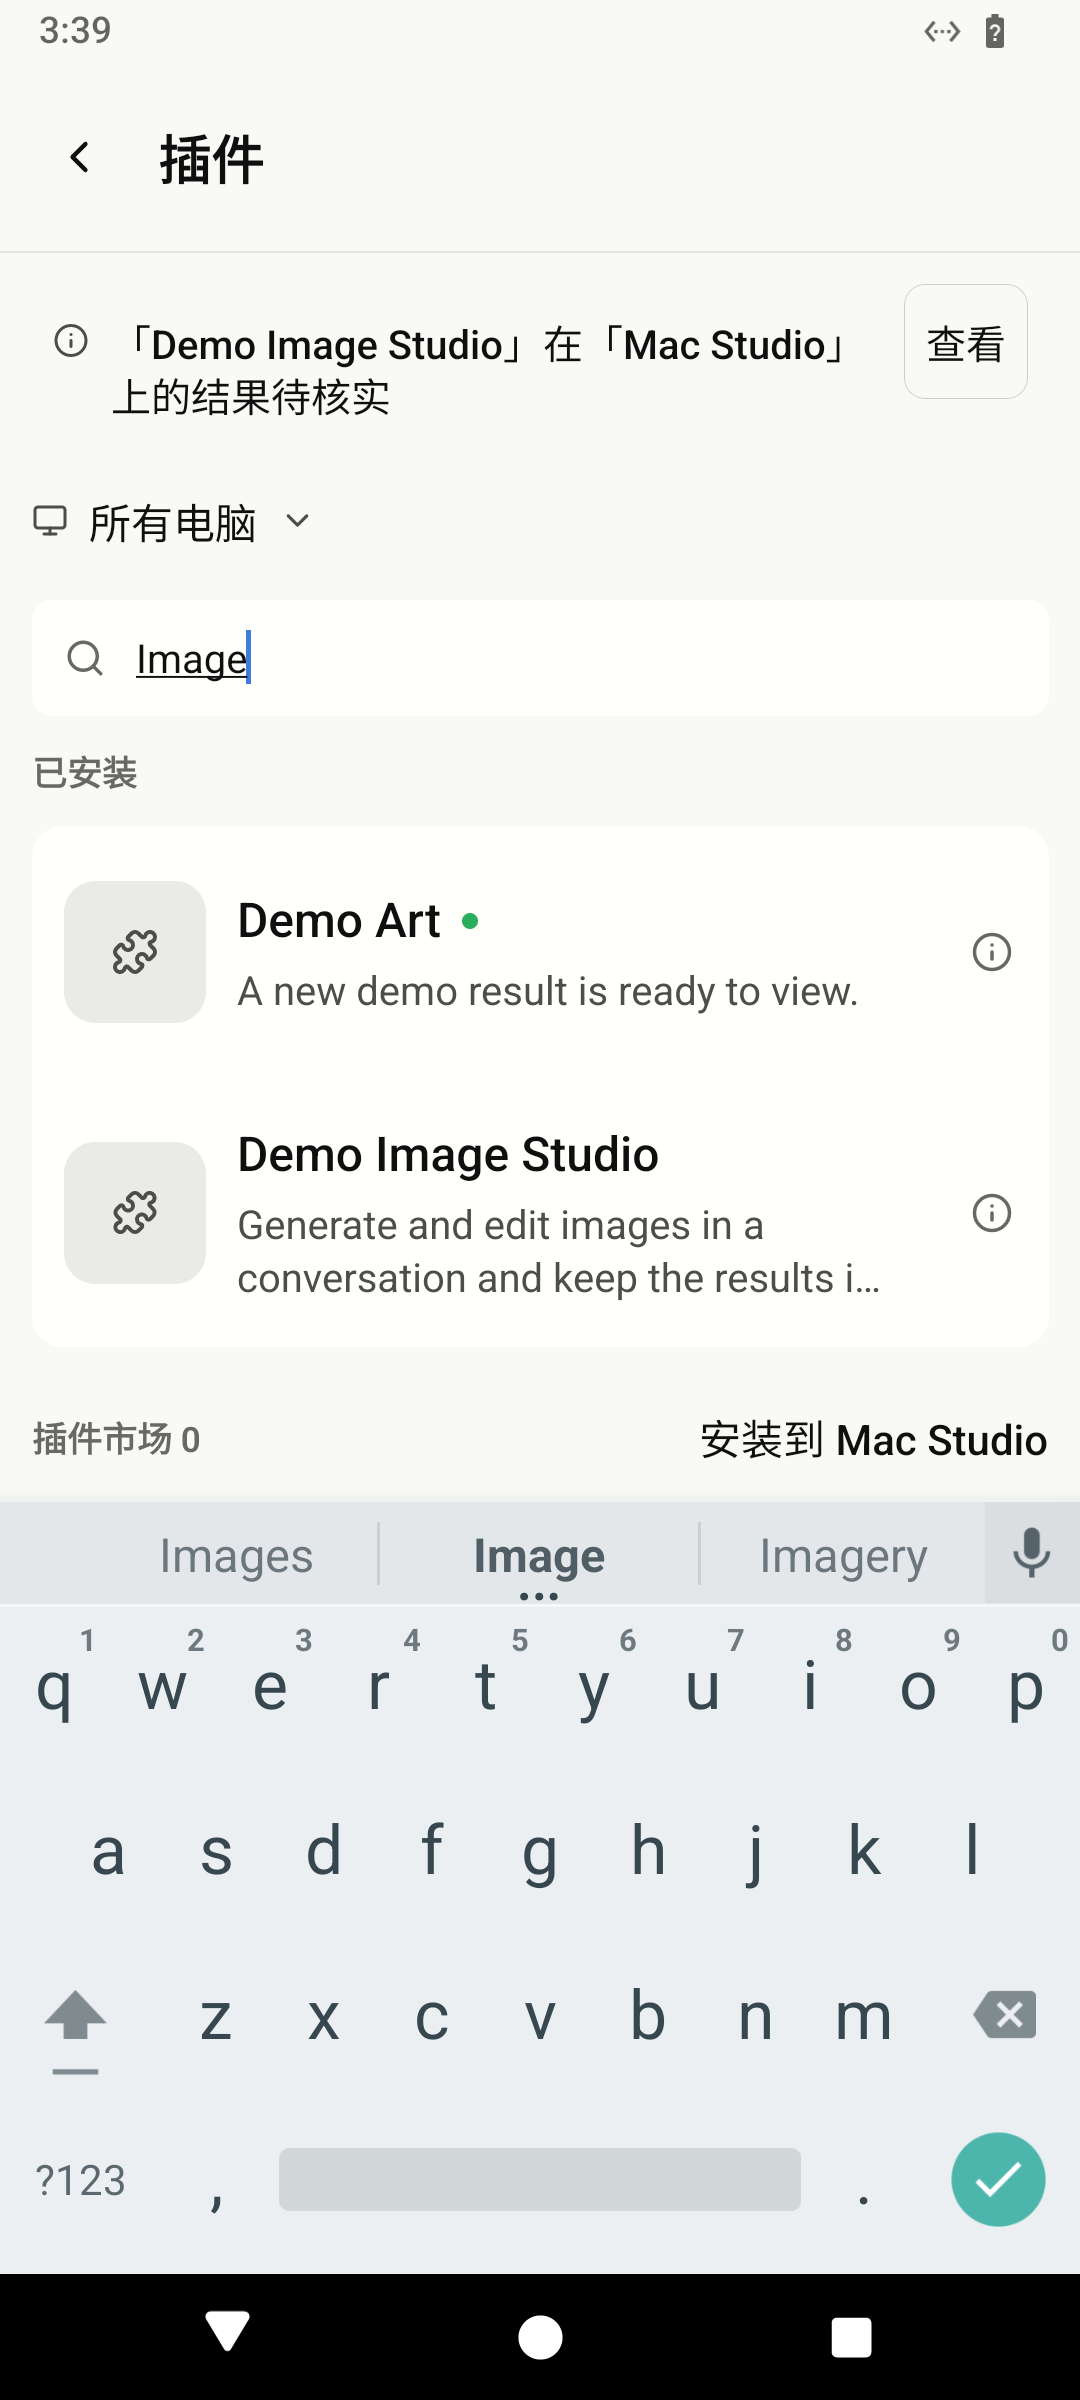 3:39
插件
「Demo Image Studio」在「Mac Studio」
上的结果待核实
查看
所有电脑
Image
已安装
Demo Art
A new demo result is ready to view.
Demo Image Studio
Generate and edit images in a
conversation and keep the results i...
插件市场 0
安装到 Mac Studio
Images Image Imagery
1 2 3 4 5 6 7 8 9 0
q w e r t y u i o p
a s d f g h j k l
z x c v b n m
?123 , .